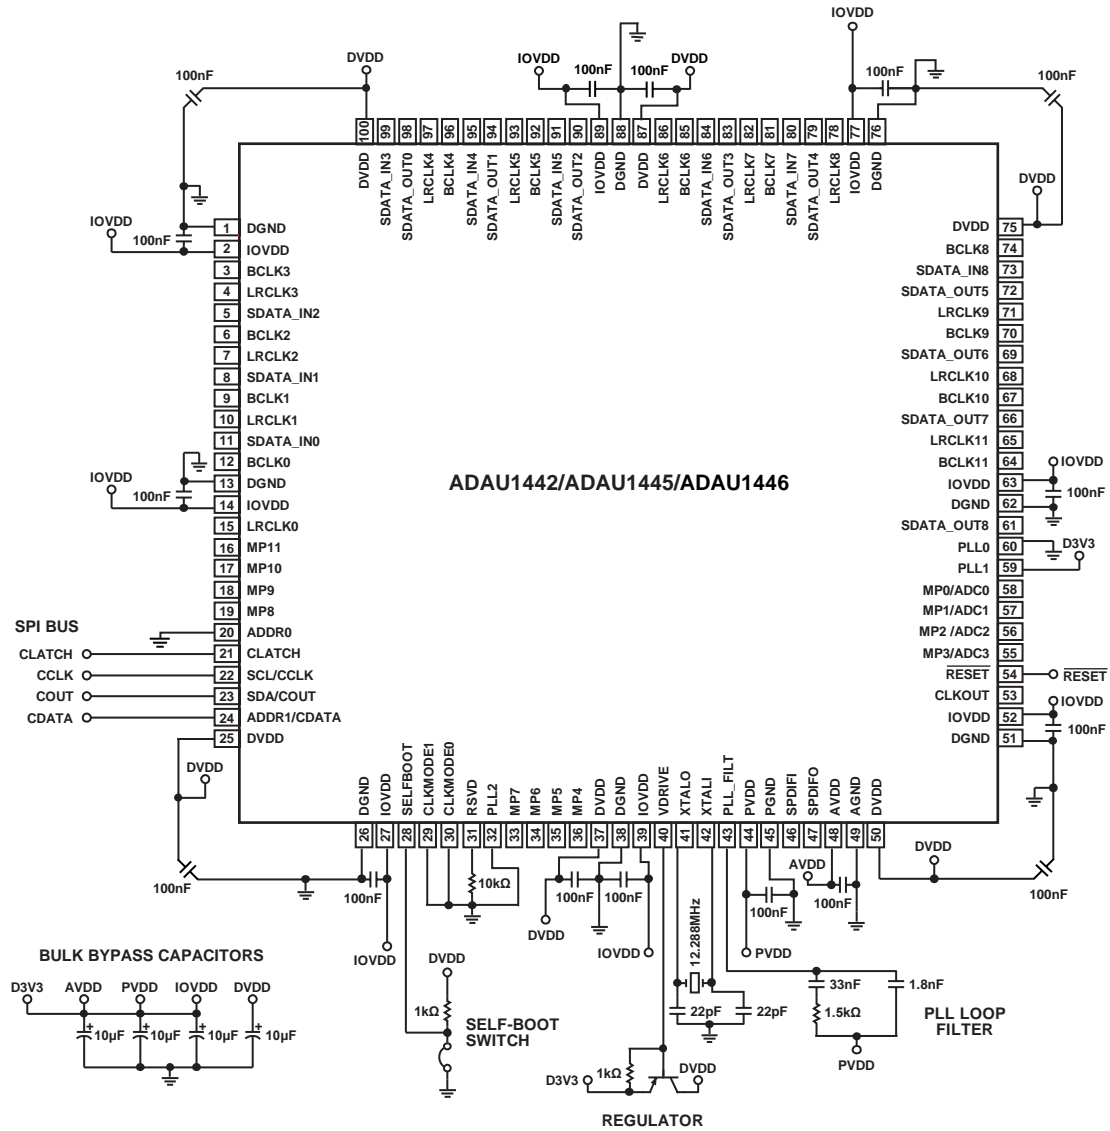 IOVDD
DVDD
IOVDD
DVDD
100nF
100nF
100nF
100nF
100nF
100 99 98 97 96 95 94 93 92 91 90 89 88 87 86 85 84 83 82 81 80 79 78 77 76
DVDD
SDATA_IN3
SDATA_OUT0
LRCLK4
BCLK4
SDATA_IN4
SDATA_OUT1
LRCLK5
BCLK5
SDATA_IN5
SDATA_OUT2
IOVDD
DGND
DVDD
LRCLK6
BCLK6
SDATA_IN6
SDATA_OUT3
LRCLK7
BCLK7
SDATA_IN7
SDATA_OUT4
LRCLK8
IOVDD
DGND
IOVDD
100nF
1 DGND
2 IOVDD
3 BCLK3
4 LRCLK3
5 SDATA_IN2
6 BCLK2
7 LRCLK2
8 SDATA_IN1
9 BCLK1
10 LRCLK1
11 SDATA_IN0
12 BCLK0
13 DGND
14 IOVDD
15 LRCLK0
16 MP11
17 MP10
18 MP9
19 MP8
20 ADDR0
21 CLATCH
22 SCL/CCLK
23 SDA/COUT
24 ADDR1/CDATA
25 DVDD
IOVDD
100nF
SPI BUS
CLATCH
CCLK
COUT
CDATA
ADAU1442/ADAU1445/ADAU1446
DVDD
DVDD 75
BCLK8 74
SDATA_IN8 73
SDATA_OUT5 72
LRCLK9 71
BCLK9 70
SDATA_OUT6 69
LRCLK10 68
BCLK10 67
SDATA_OUT7 66
LRCLK11 65
BCLK11 64
IOVDD 63
DGND 62
SDATA_OUT8 61
PLL0 60
PLL1 59
MP0/ADC0 58
MP1/ADC1 57
MP2 /ADC2 56
MP3/ADC3 55
RESET 54
CLKOUT 53
IOVDD 52
DGND 51
IOVDD
100nF
D3V3
RESET
IOVDD
100nF
DVDD
100nF
DGND
IOVDD
SELFBOOT
CLKMODE1
CLKMODE0
RSVD
PLL2
MP7
MP6
MP5
MP4
DVDD
DGND
IOVDD
VDRIVE
XTALO
XTALI
PLL_FILT
PVDD
PGND
SPDIFI
SPDIFO
AVDD
AGND
DVDD
26 27 28 29 30 31 32 33 34 35 36 37 38 39 40 41 42 43 44 45 46 47 48 49 50
100nF
IOVDD
10kΩ
DVDD
100nF
100nF
IOVDD
12.288MHz
22pF
22pF
100nF
PVDD
AVDD
100nF
DVDD
100nF
BULK BYPASS CAPACITORS
D3V3 AVDD PVDD IOVDD DVDD
+ + + +
10µF 10µF 10µF 10µF
DVDD
1kΩ
SELF-BOOT
SWITCH
D3V3
1kΩ
DVDD
REGULATOR
33nF
1.8nF
1.5kΩ
PVDD
PLL LOOP
FILTER